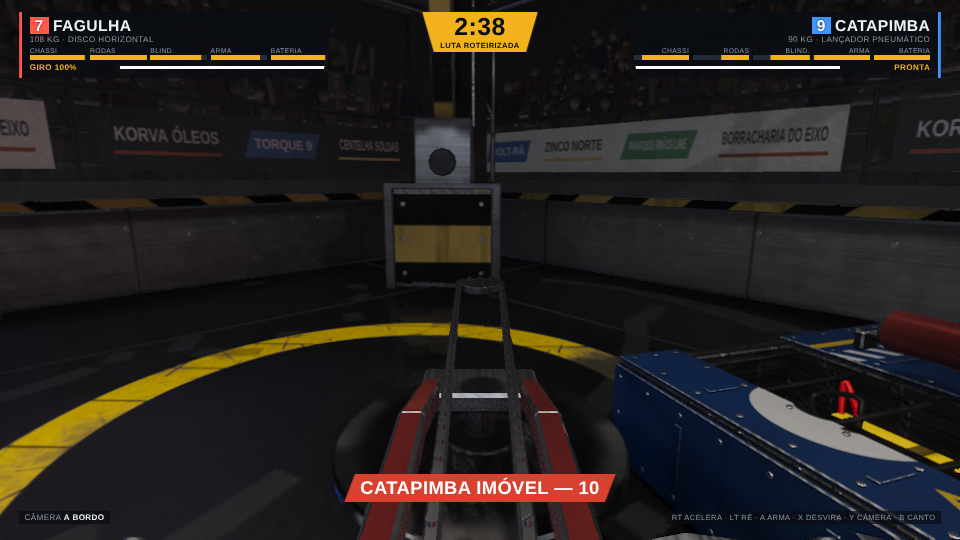 7 FAGULHA
108 KG · DISCO HORIZONTAL
CHASSI RODAS BLIND. ARMA BATERIA
GIRO 100%
2:38
LUTA ROTEIRIZADA
9 CATAPIMBA
90 KG · LANÇADOR PNEUMÁTICO
CHASSI RODAS BLIND. ARMA BATERIA
PRONTA
EIXO
KORVA ÓLEOS
TORQUE 9
CENTELHA SOLDAS
VOLT-RÃ
ZINCO NORTE
BORRACHARIA DO EIXO
KOR
CATAPIMBA IMÓVEL — 10
CÂMERA A BORDO
RT ACELERA · LT RÉ · A ARMA · X DESVIRA · Y CÂMERA · B CANTO